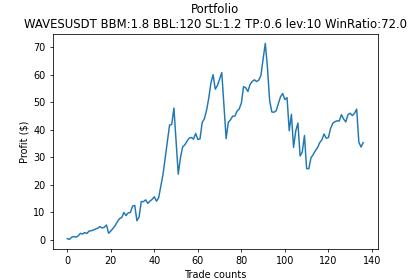 Portfolio
WAVESUSDT BBM:1.8 BBL:120 SL:1.2 TP:0.6 lev:10 WinRatio:72.0
70
60
50
40
30
20
10
0
Profit ($)
0 20 40 60 80 100 120 140
Trade counts